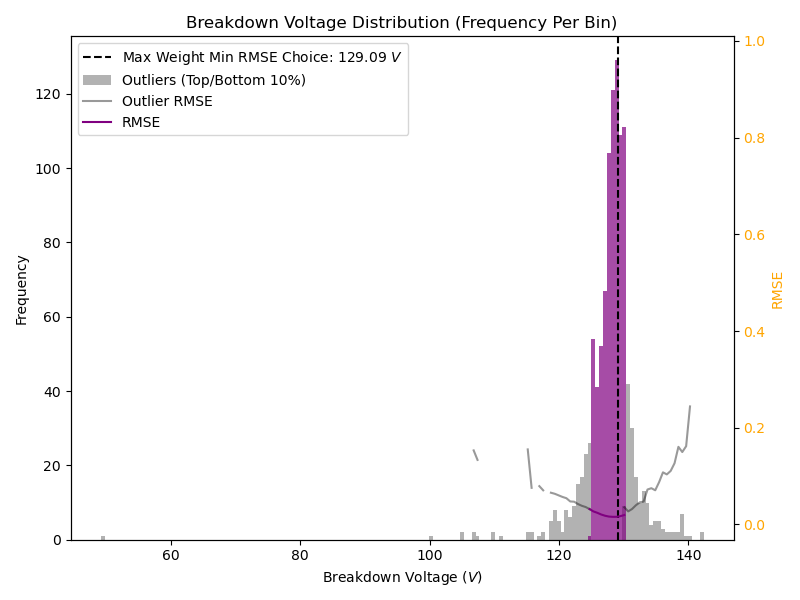 Breakdown Voltage Distribution (Frequency Per Bin)
Max Weight Min RMSE Choice: 129.09 V
Outliers (Top/Bottom 10%)
Outlier RMSE
RMSE
Frequency
0
20
40
60
80
100
120
60
80
100
120
140
Breakdown Voltage (V)
1.0
0.8
0.6
0.4
0.2
0.0
RMSE